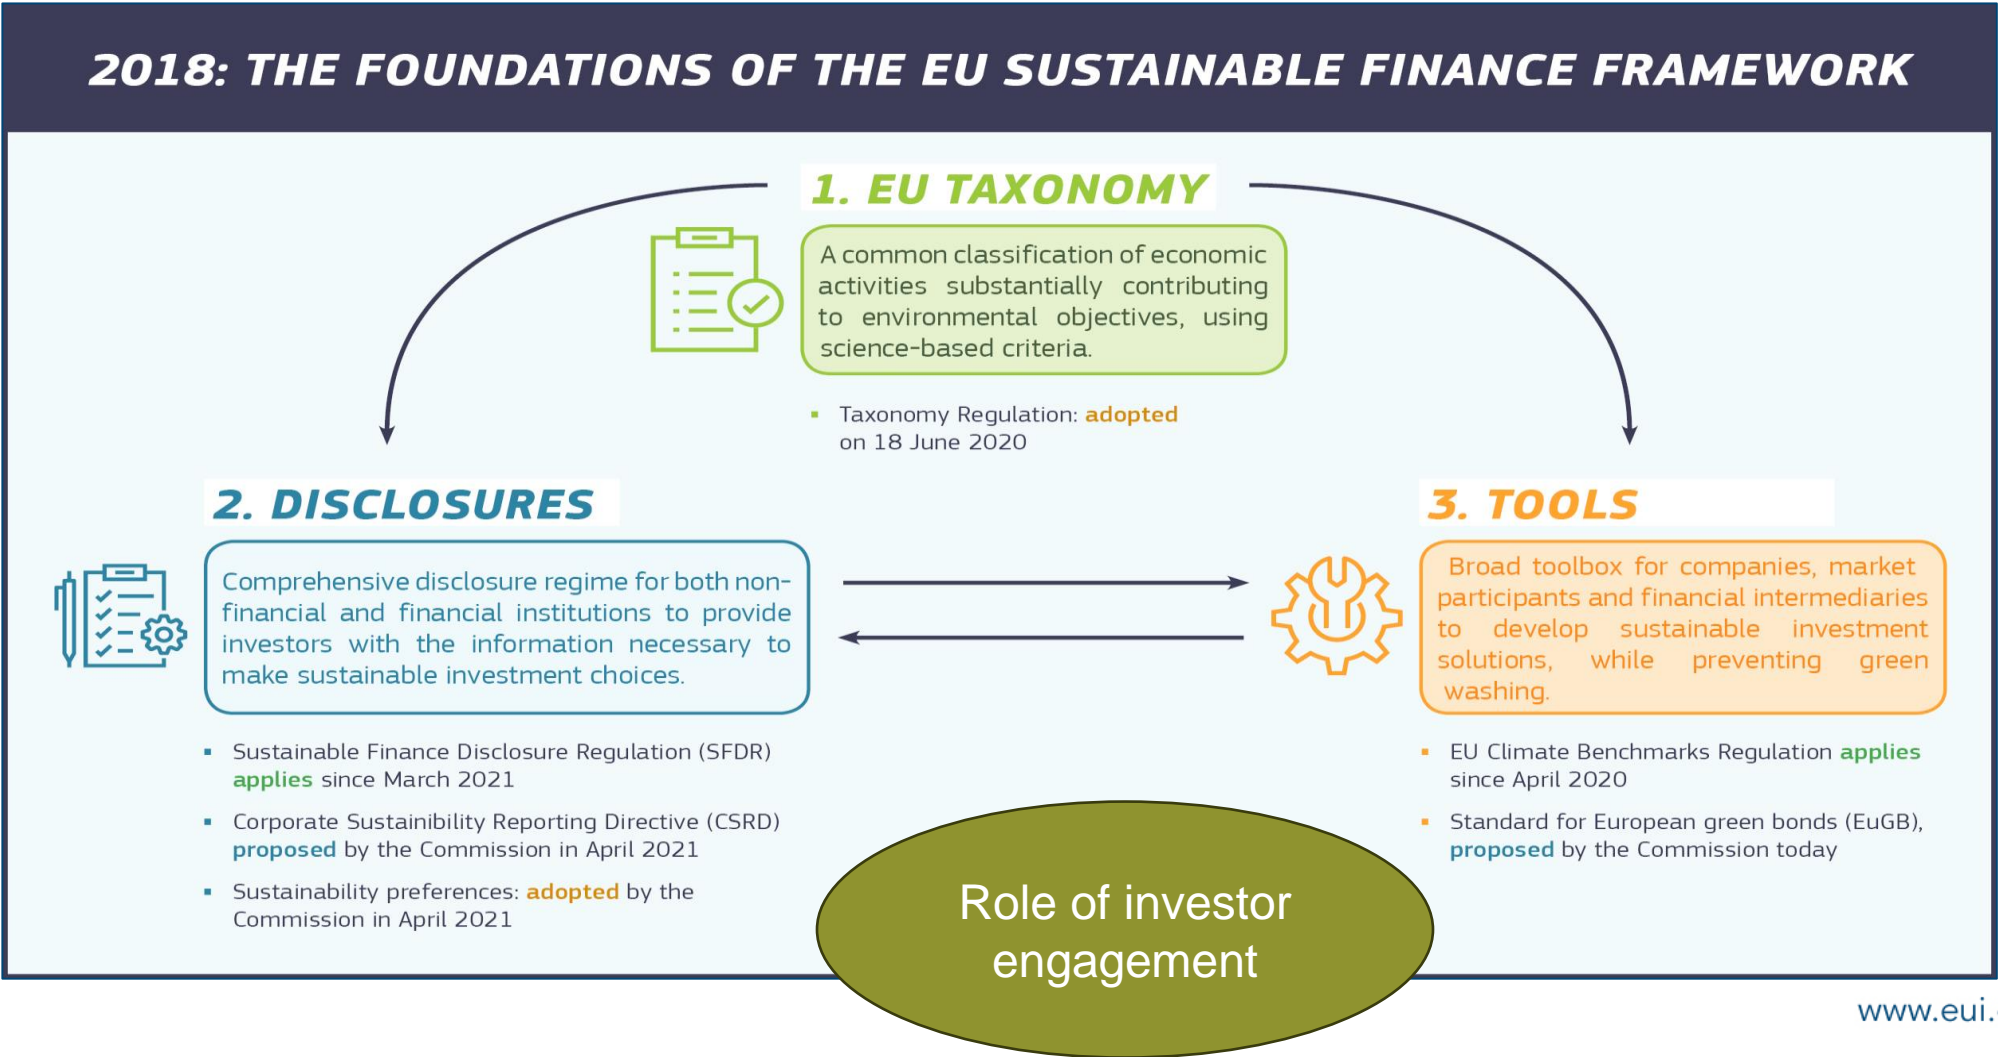 2018: THE FOUNDATIONS OF THE EU SUSTAINABLE FINANCE FRAMEWORK
1. EU TAXONOMY
A common classification of economic
activities substantially contributing
to environmental objectives, using
science-based criteria.
▪ Taxonomy Regulation: adopted
on 18 June 2020
2. DISCLOSURES
Comprehensive disclosure regime for both non-
financial and financial institutions to provide
investors with the information necessary to
make sustainable investment choices.
▪ Sustainable Finance Disclosure Regulation (SFDR)
applies since March 2021
▪ Corporate Sustainibility Reporting Directive (CSRD)
proposed by the Commission in April 2021
▪ Sustainability preferences: adopted by the
Commission in April 2021
3. TOOLS
Broad toolbox for companies, market
participants and financial intermediaries
to develop sustainable investment
solutions, while preventing green
washing.
▪ EU Climate Benchmarks Regulation applies
since April 2020
▪ Standard for European green bonds (EuGB),
proposed by the Commission today
Role of investor
engagement
www.eui.